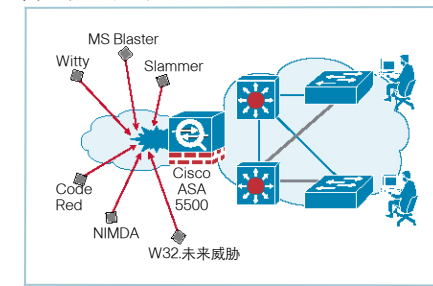 MS Blaster
Witty
Slammer
Cisco
ASA
5500
Code
Red
NIMDA
W32.未来威胁